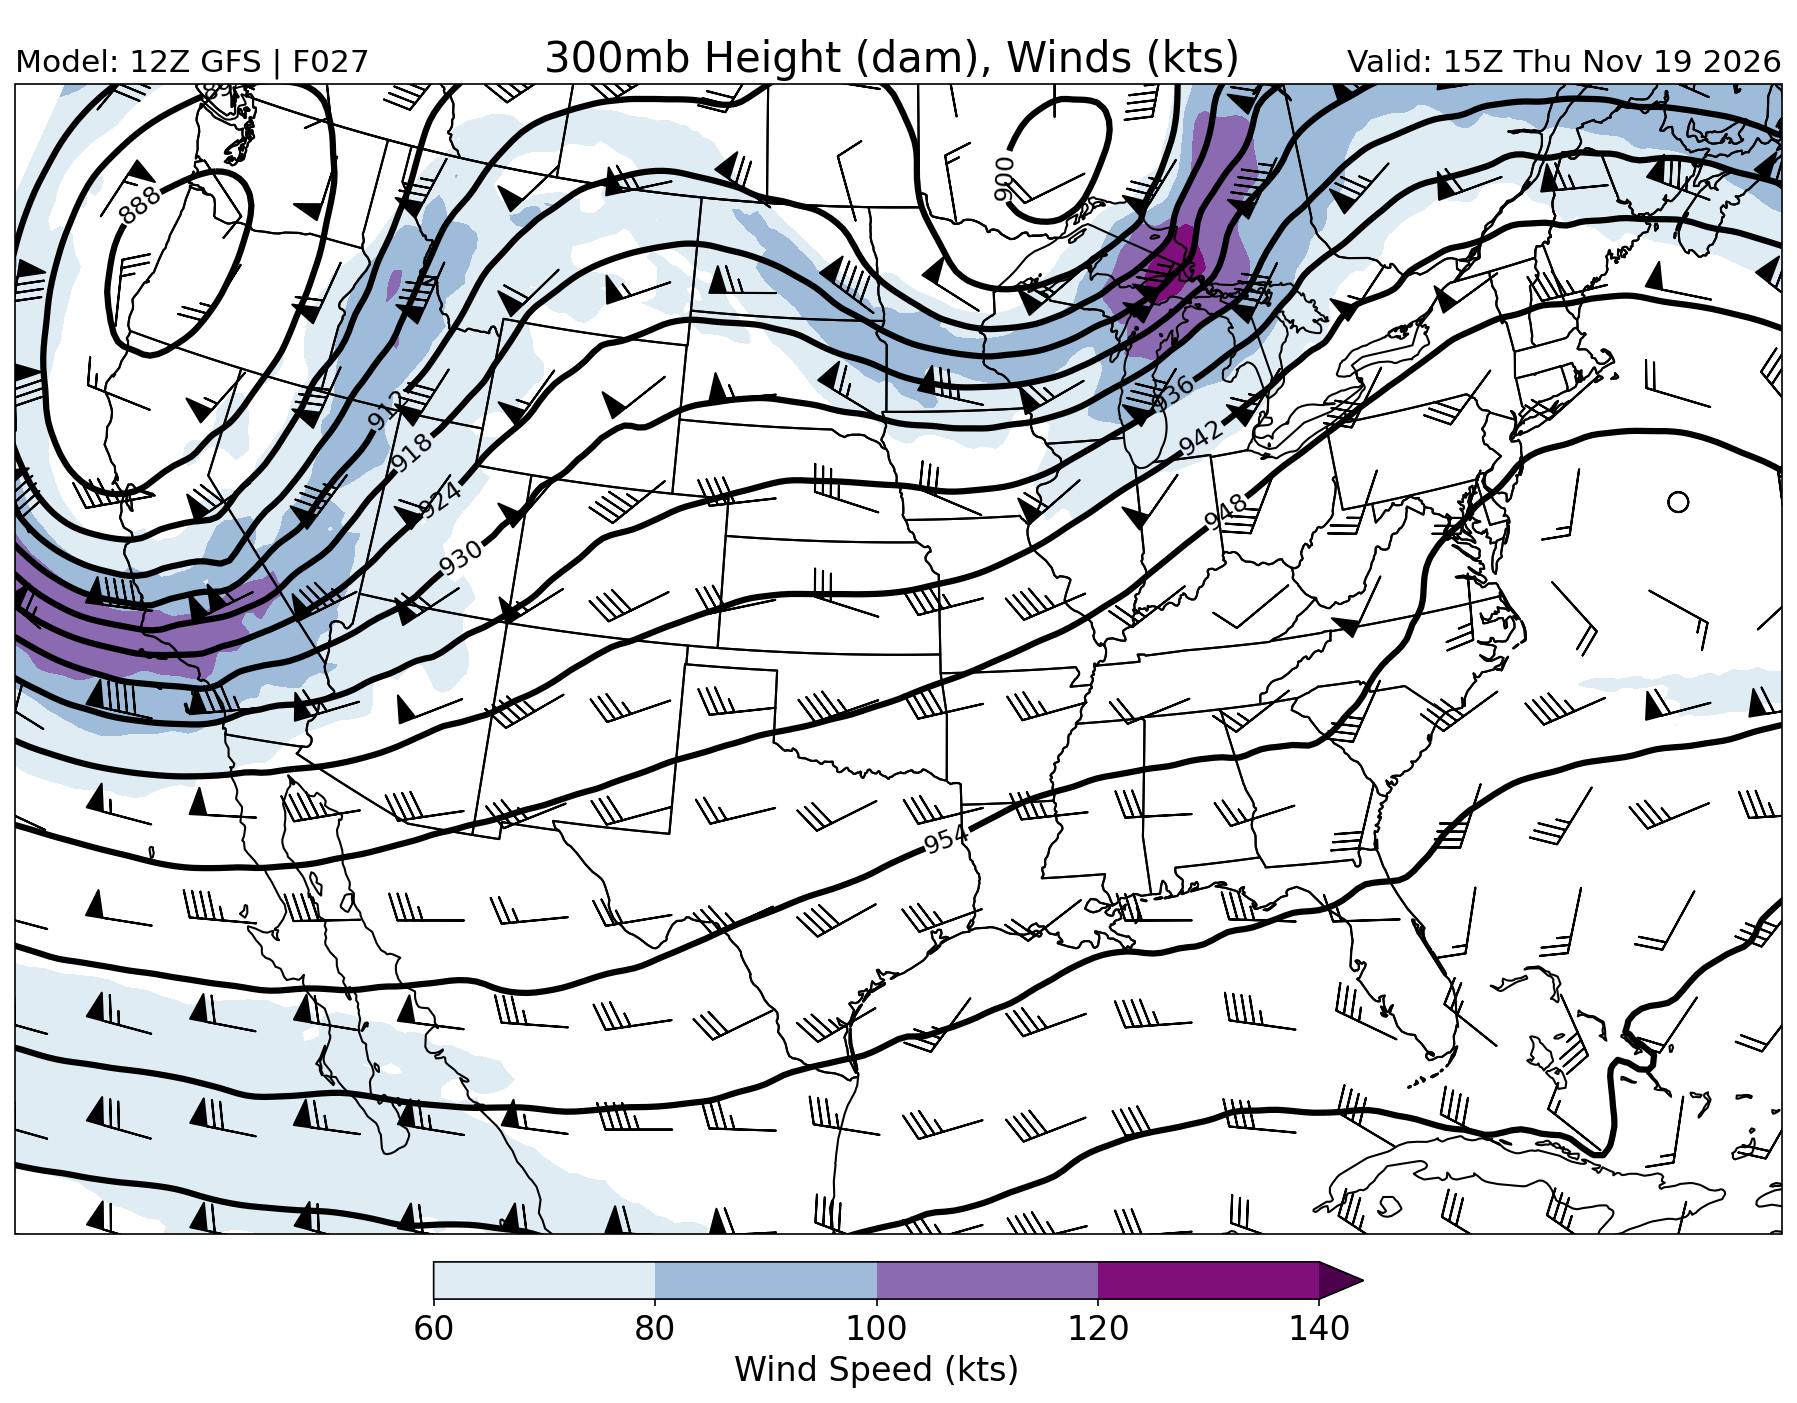 Model: 12Z GFS | F027
300mb Height (dam), Winds (kts)
Valid: 15Z Thu Nov 19 2026
888
900
912
918
924
930
936
942
948
954
60 80 100 120 140
Wind Speed (kts)